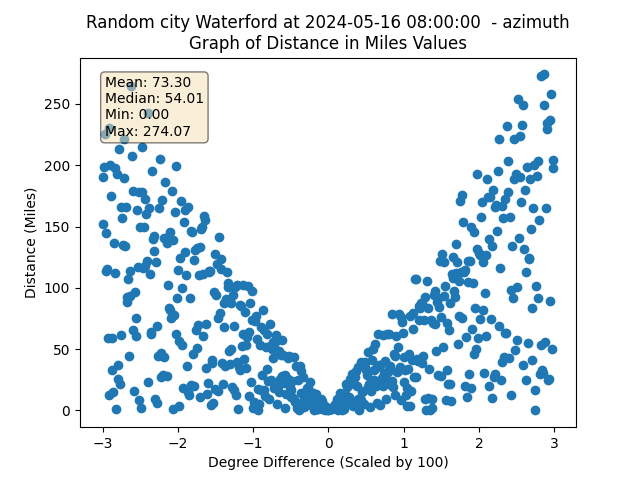 Random city Waterford at 2024-05-16 08:00:00 - azimuth
Graph of Distance in Miles Values
Mean: 73.30
Median: 54.01
Min: 0.00
Max: 274.07
250
200
150
100
50
0
Distance (Miles)
−3 −2 −1 0 1 2 3
Degree Difference (Scaled by 100)